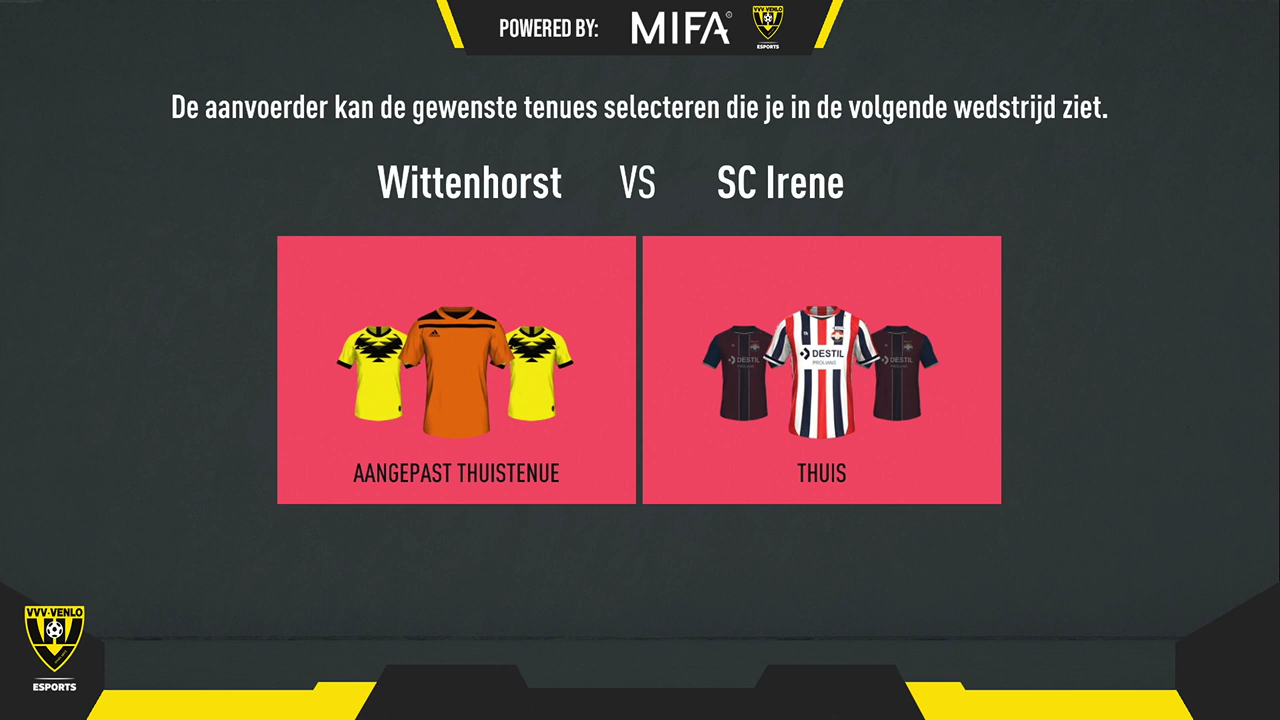 POWERED BY: MIFA
VVV-VENLO
ESPORTS
De aanvoerder kan de gewenste tenues selecteren die je in de volgende wedstrijd ziet.
Wittenhorst VS SC Irene
DESTIL
DESTIL
DESTIL
PROLIANS
AANGEPAST THUISTENUE
THUIS
VVV-VENLO
ESPORTS